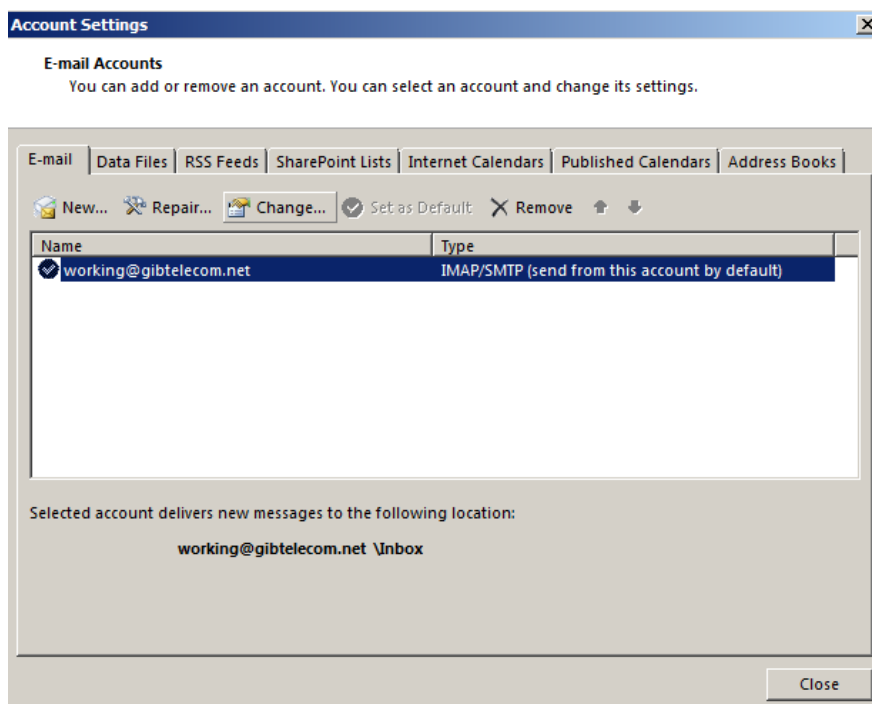 Account Settings
E-mail Accounts
You can add or remove an account. You can select an account and change its settings.
E-mail Data Files RSS Feeds SharePoint Lists Internet Calendars Published Calendars Address Books
New... Repair... Change... Set as Default Remove
Name Type
working@gibtelecom.net IMAP/SMTP (send from this account by default)
Selected account delivers new messages to the following location:
working@gibtelecom.net \Inbox
Close